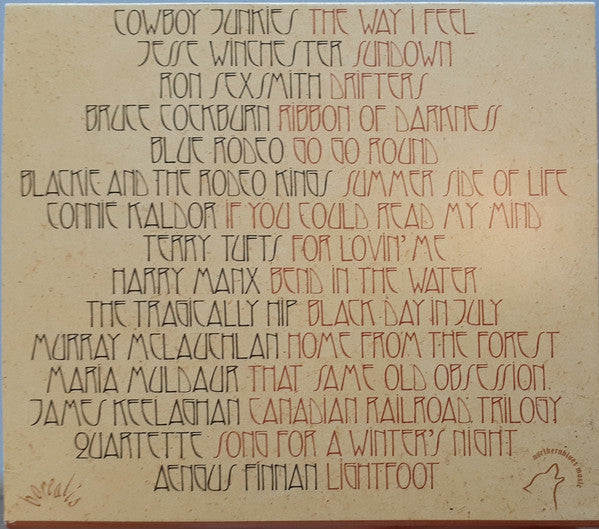 COWBOY JUNKIES THE WAY I FEEL
JESSE WINCHESTER SUNDOWN
RON SEXSMITH DRIFTERS
BRUCE COCKBURN RIBBON OF DARKNESS
BLUE RODEO GO GO ROUND
BLACKIE AND THE RODEO KINGS SUMMER SIDE OF LIFE
CONNIE KALDOR IF YOU COULD READ MY MIND
TERRY TUFTS FOR LOVIN' ME
HARRY MANX BEND IN THE WATER
THE TRAGICALLY HIP BLACK DAY IN JULY
MURRAY MCLAUCHLAN HOME FROM THE FOREST
MARIA MULDAUR THAT SAME OLD OBSESSION
JAMES KEELAGHAN CANADIAN RAILROAD TRILOGY
QUARTETTE SONG FOR A WINTER'S NIGHT
AENGUS FINNAN LIGHTFOOT
borealis
northernblues music